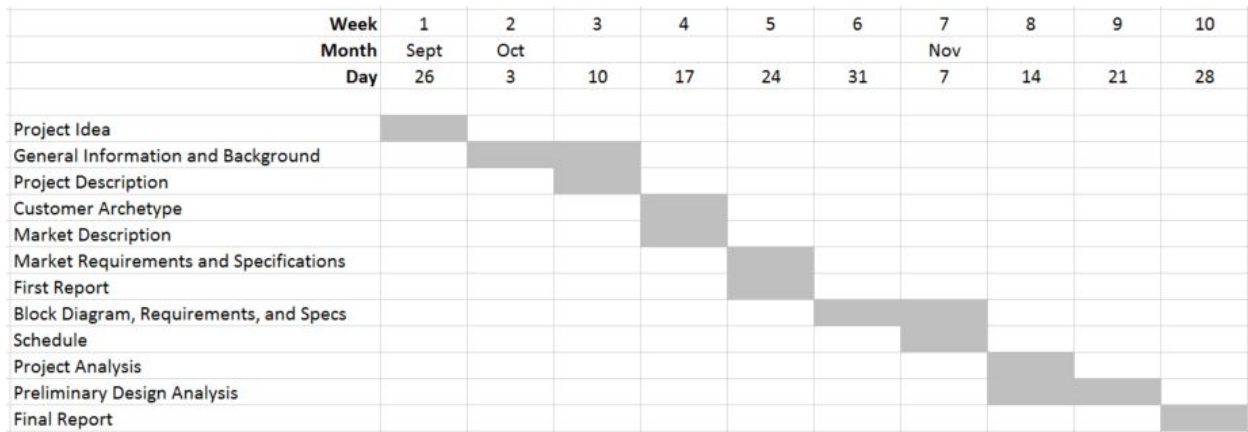 Week 1 2 3 4 5 6 7 8 9 10
Month Sept Oct Nov
Day 26 3 10 17 24 31 7 14 21 28
Project Idea
General Information and Background
Project Description
Customer Archetype
Market Description
Market Requirements and Specifications
First Report
Block Diagram, Requirements, and Specs
Schedule
Project Analysis
Preliminary Design Analysis
Final Report